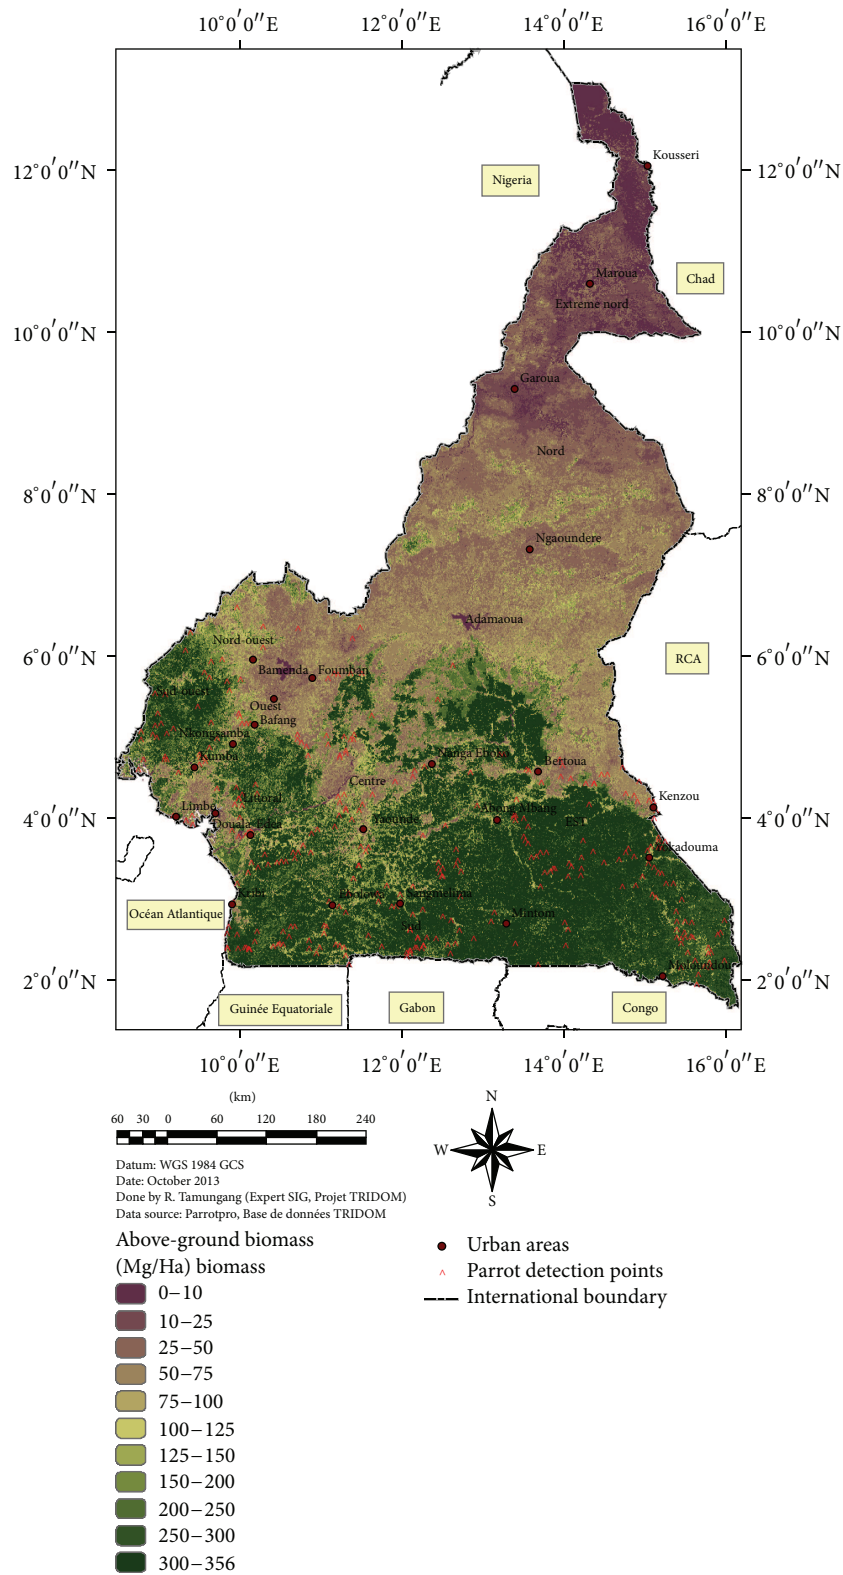 10°0′0″E 12°0′0″E 14°0′0″E 16°0′0″E
12°0′0″N
12°0′0″N
10°0′0″N
10°0′0″N
8°0′0″N
8°0′0″N
6°0′0″N
6°0′0″N
4°0′0″N
4°0′0″N
2°0′0″N
2°0′0″N
Kousseri
Nigeria
Maroua
Chad
Extreme nord
Garoua
Nord
Ngaoundere
Adamaoua
Nord-ouest
RCA
Bamenda
Foumban
Sud-ouest
Ouest
Bafang
Nkongsamba
Kumba
Nanga Eboko
Bertoua
Centre
Littoral
Kenzou
Limbe
Abong Mbang
Douala-Edea
Yaounde
EST
Yokadouma
Kribi
Ebolowa
Sangmelima
Océan Atlantique
Mintom
Sud
Moloundou
Guinée Equatoriale
Gabon
Congo
10°0′0″E 12°0′0″E 14°0′0″E 16°0′0″E
(km)
60 30 0 60 120 180 240
N
W
E
S
Datum: WGS 1984 GCS
Date: October 2013
Done by R. Tamungang (Expert SIG, Projet TRIDOM)
Data source: Parrotpro, Base de données TRIDOM
Above-ground biomass
(Mg/Ha) biomass
0–10
10–25
25–50
50–75
75–100
100–125
125–150
150–200
200–250
250–300
300–356
Urban areas
Parrot detection points
International boundary